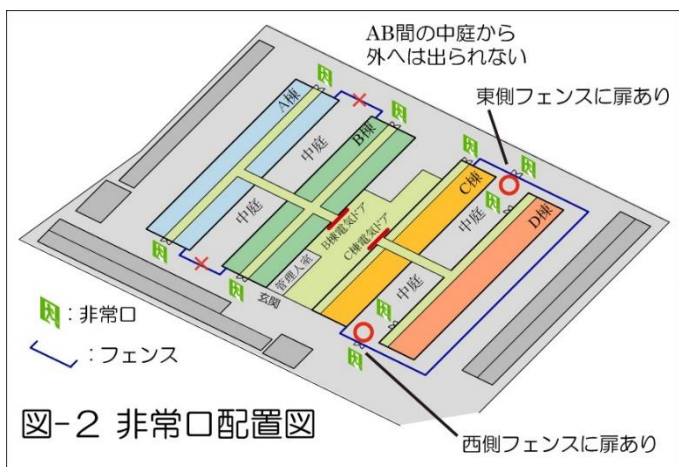 AB間の中庭から
外へは出られない
東側フェンスに扉あり
A棟
B棟
中庭
中庭
C棟
中庭
D棟
B棟電気ドア
C棟電気ドア
管理人室
中庭
玄関
:非常口
:フェンス
図-2 非常口配置図
西側フェンスに扉あり